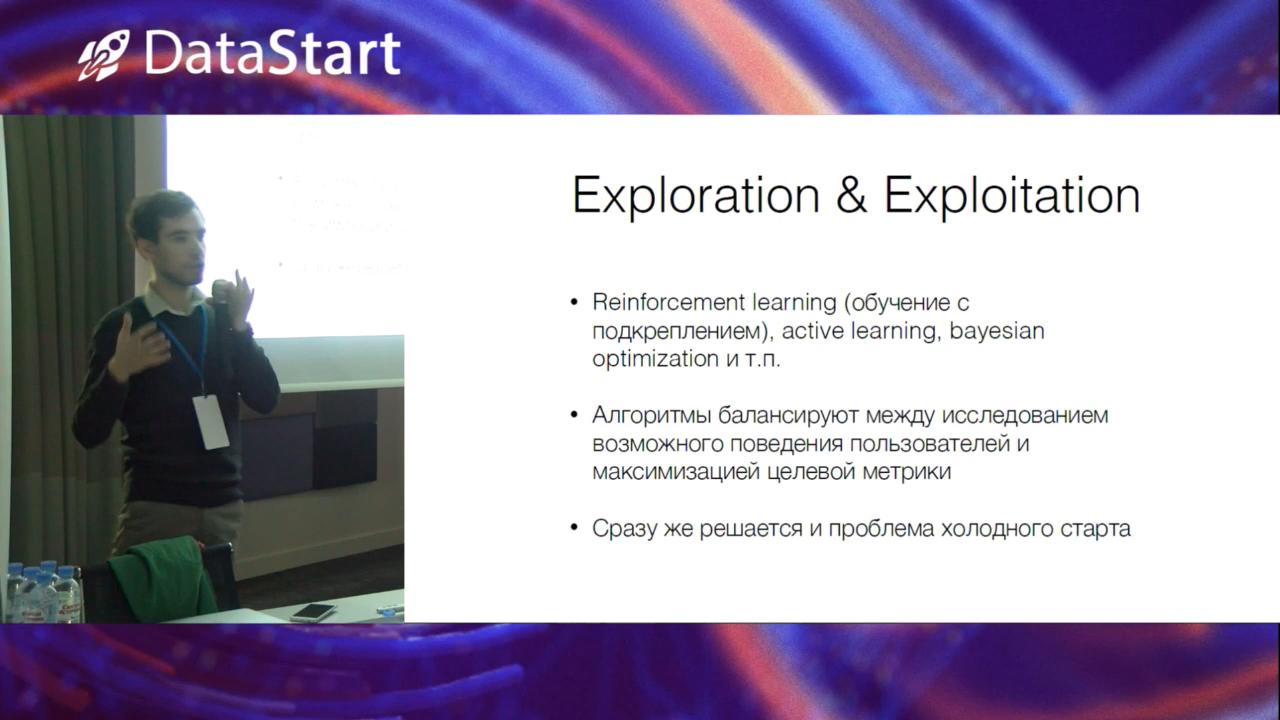 DataStart
Exploration & Exploitation
• Reinforcement learning (обучение с
подкреплением), active learning, bayesian
optimization и т.п.
• Алгоритмы балансируют между исследованием
возможного поведения пользователей и
максимизацией целевой метрики
• Сразу же решается и проблема холодного старта